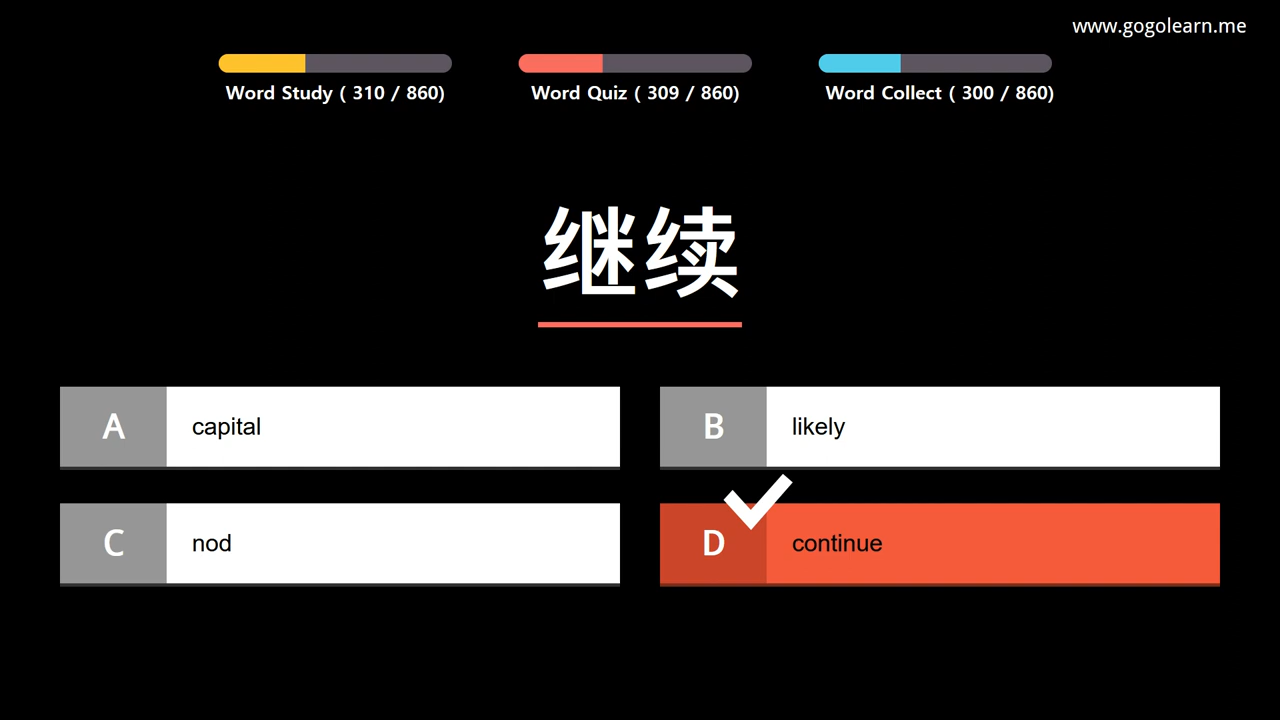 www.gogolearn.me
Word Study ( 310 / 860)
Word Quiz ( 309 / 860)
Word Collect ( 300 / 860)
继续
A capital
B likely
C nod
D continue